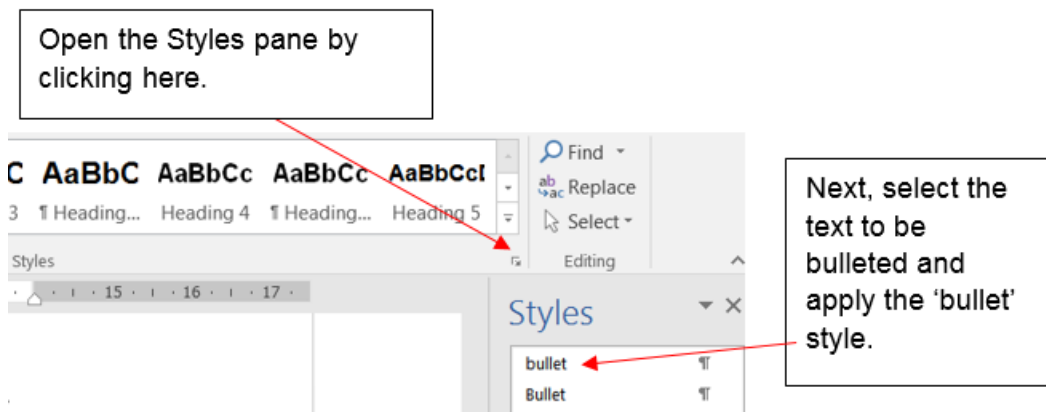 Open the Styles pane by
clicking here.
C AaBbC AaBbCc AaBbCc AaBbCcI
3 ¶ Heading... Heading 4 ¶ Heading... Heading 5
Styles
Find
ab
ac Replace
Select
Editing
15 16 17
Styles
bullet ¶
Bullet ¶
Next, select the
text to be
bulleted and
apply the ‘bullet’
style.